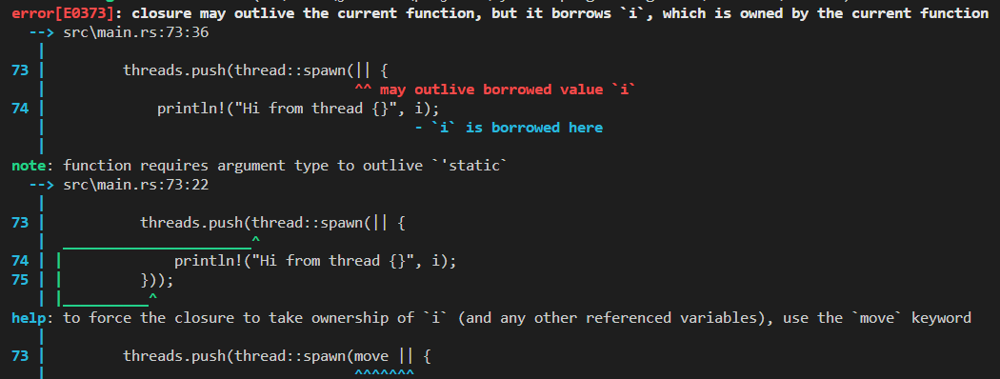 error[E0373]: closure may outlive the current function, but it borrows `i`, which is owned by the current function
  --> src\main.rs:73:36
   |
73 |         threads.push(thread::spawn(|| {
   |                                    ^^ may outlive borrowed value `i`
74 |             println!("Hi from thread {}", i);
   |                                           - `i` is borrowed here
   |
note: function requires argument type to outlive `'static`
  --> src\main.rs:73:22
   |
73 |           threads.push(thread::spawn(|| {
   |  ______________________^
74 | |             println!("Hi from thread {}", i);
75 | |         }));
   | |__________^
help: to force the closure to take ownership of `i` (and any other referenced variables), use the `move` keyword
   |
73 |         threads.push(thread::spawn(move || {
   |                                    ^^^^^^^